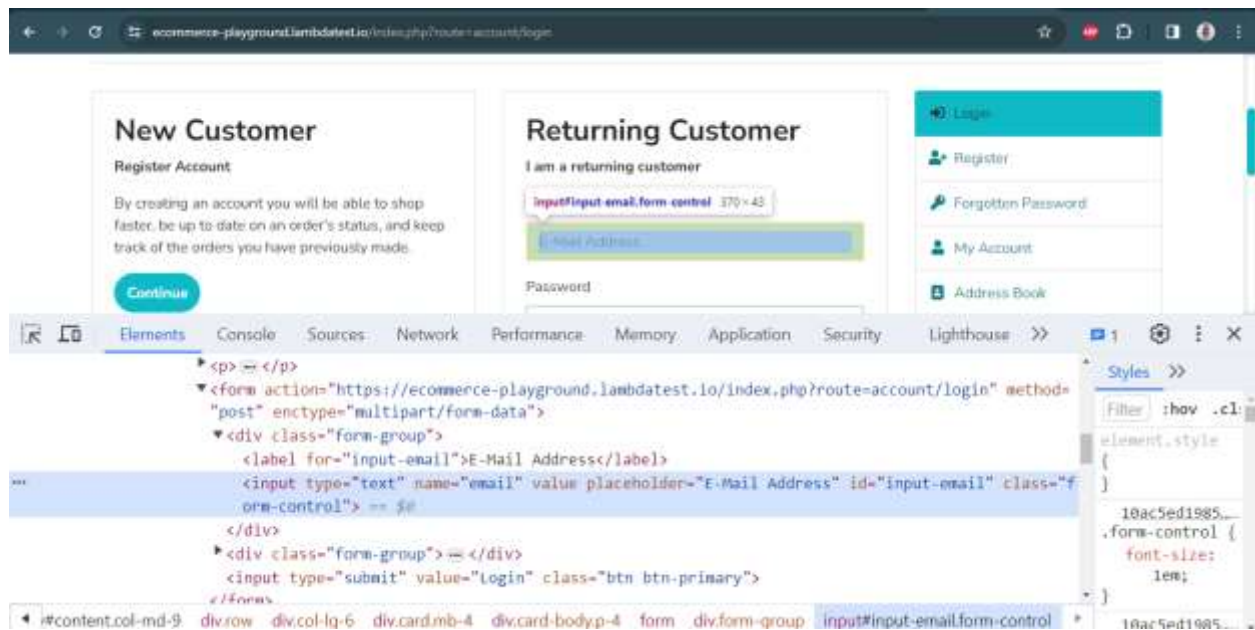 ecommerce-playground.lambdatest.io/index.php?route=account/login
New Customer
Register Account
By creating an account you will be able to shop
faster, be up to date on an order's status, and keep
track of the orders you have previously made.
Continue
Returning Customer
I am a returning customer
input#input-email.form-control 370 × 43
E-Mail Address
Password
Login
Register
Forgotten Password
My Account
Address Book
Elements Console Sources Network Performance Memory Application Security Lighthouse 1
<p> … </p>
<form action="https://ecommerce-playground.lambdatest.io/index.php?route=account/login" method=
"post" enctype="multipart/form-data">
<div class="form-group">
<label for="input-email">E-Mail Address</label>
<input type="text" name="email" value placeholder="E-Mail Address" id="input-email" class="f
orm-control"> == $0
</div>
<div class="form-group"> … </div>
<input type="submit" value="Login" class="btn btn-primary">
</form>
#content.col-md-9 div.row div.col-lg-6 div.card.mb-4 div.card-body.p-4 form div.form-group input#input-email.form-control
Styles
Filter :hov .cl
element.style
{
}
10ac5ed1985…
.form-control {
font-size:
1em;
}
10ac5ed1985…